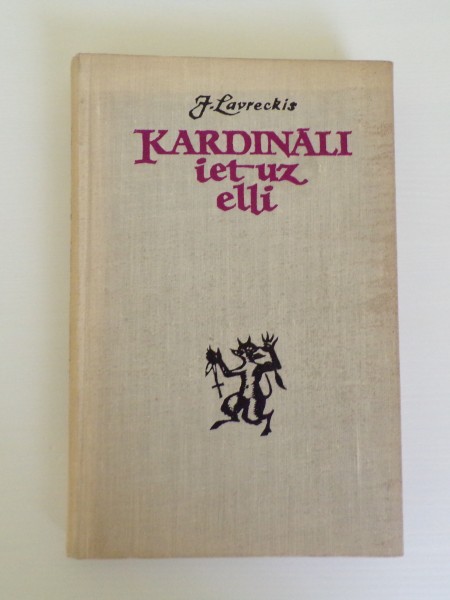 J. Lavreckis
KARDINĀLI
iet uz
elli